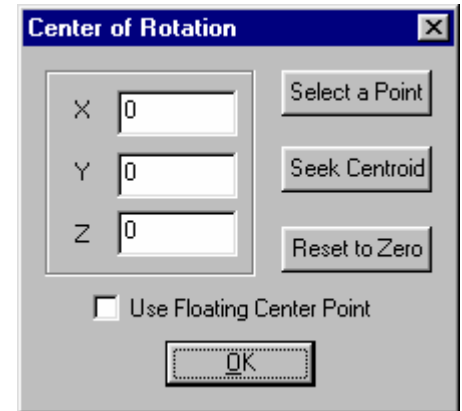 Center of Rotation
X 0 Select a Point
Y 0 Seek Centroid
Z 0 Reset to Zero
Use Floating Center Point
OK